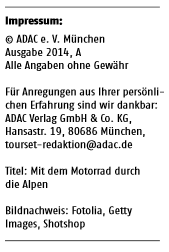 Impressum:
© ADAC e. V. München
Ausgabe 2014, A
Alle Angaben ohne Gewähr
Für Anregungen aus Ihrer persönli-
chen Erfahrung sind wir dankbar:
ADAC Verlag GmbH & Co. KG,
Hansastr. 19, 80686 München,
tourset-redaktion@adac.de
Titel: Mit dem Motorrad durch
die Alpen
Bildnachweis: Fotolia, Getty
Images, Shotshop